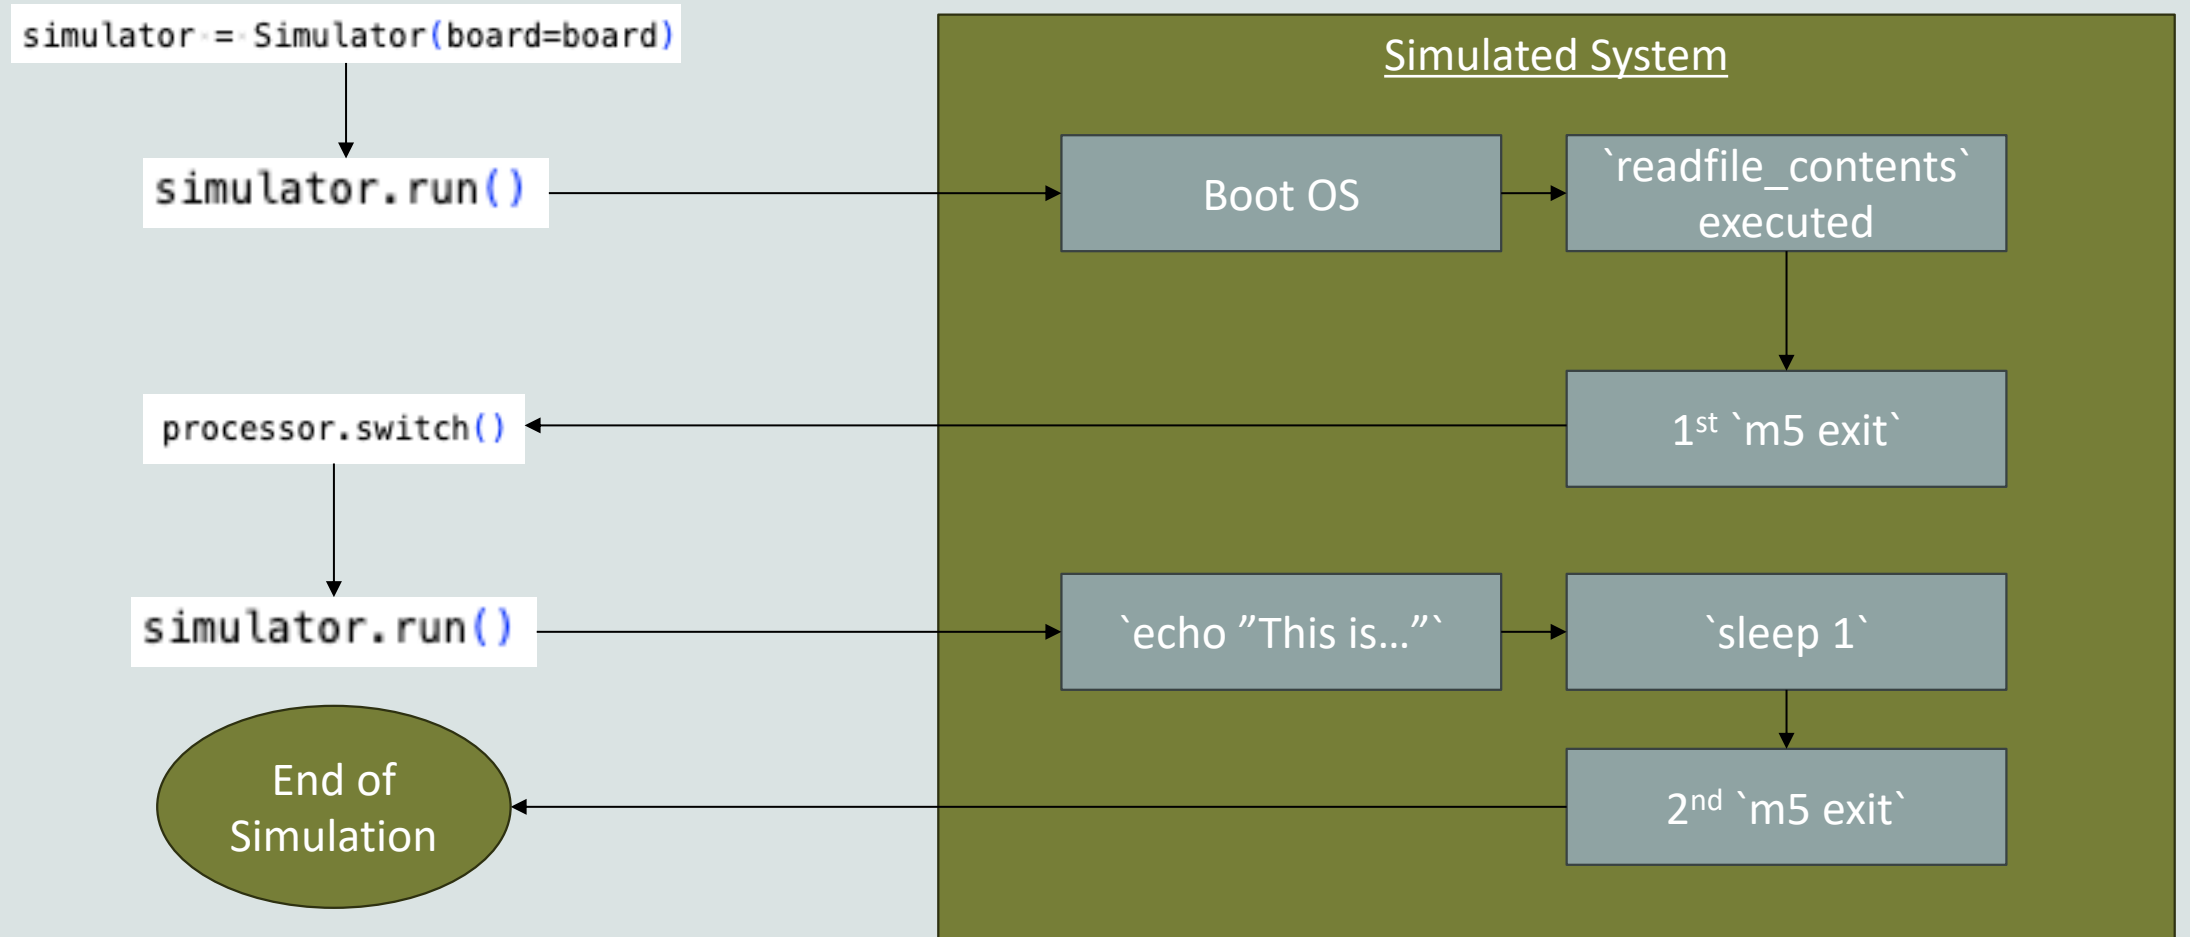 simulator = Simulator(board=board)
Simulated System
simulator.run()
Boot OS
`readfile_contents`
executed
processor.switch()
1st `m5 exit`
simulator.run()
`echo ”This is…”`
`sleep 1`
End of
Simulation
2nd `m5 exit`